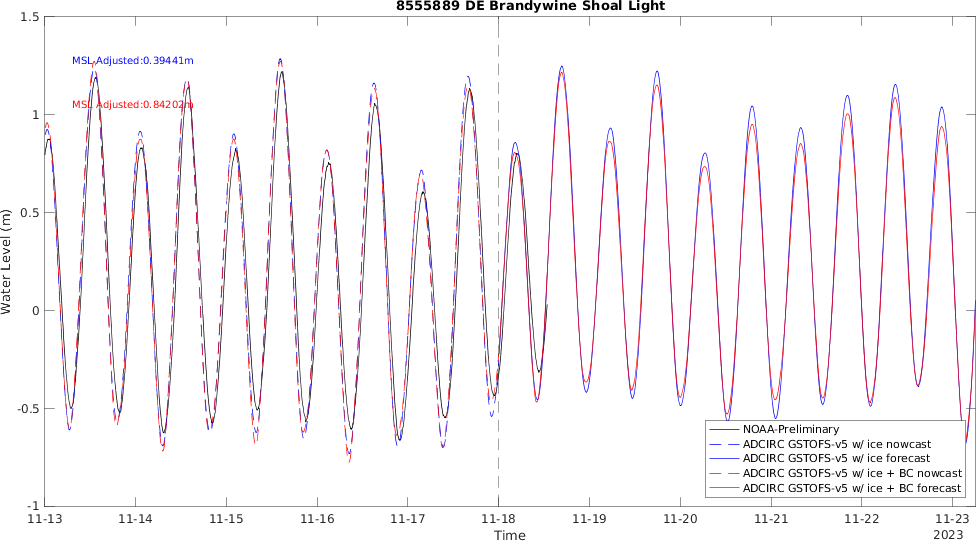 8555889 DE Brandywine Shoal Light
1.5
MSL Adjusted:0.39441m
MSL Adjusted:0.84202m
1
0.5
Water Level (m)
0
-0.5
NOAA-Preliminary
ADCIRC GSTOFS-v5 w/ ice nowcast
ADCIRC GSTOFS-v5 w/ ice forecast
ADCIRC GSTOFS-v5 w/ ice + BC nowcast
ADCIRC GSTOFS-v5 w/ ice + BC forecast
-1
11-13 11-14 11-15 11-16 11-17 11-18 11-19 11-20 11-21 11-22 11-23
Time 2023